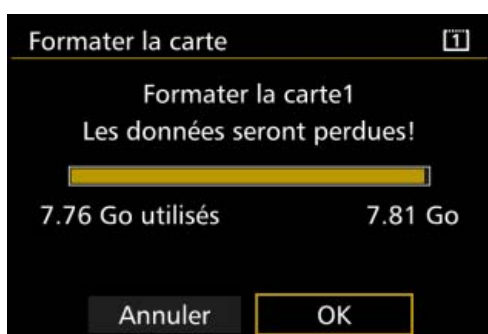 Formater la carte 1
Formater la carte1
Les données seront perdues!
7.76 Go utilisés 7.81 Go
Annuler OK